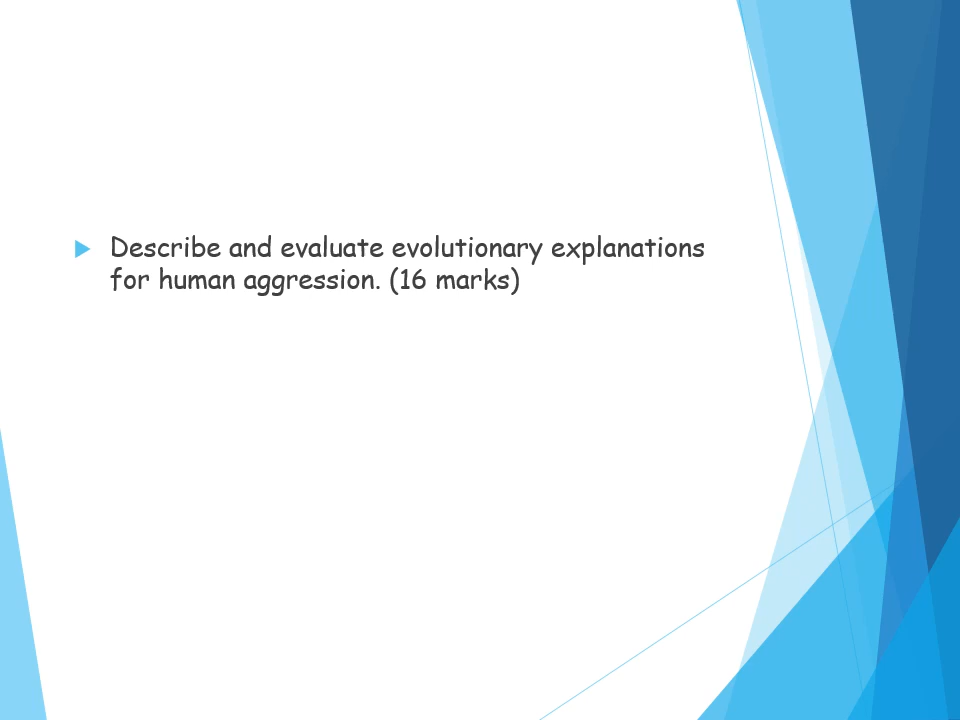 Describe and evaluate evolutionary explanations
for human aggression. (16 marks)